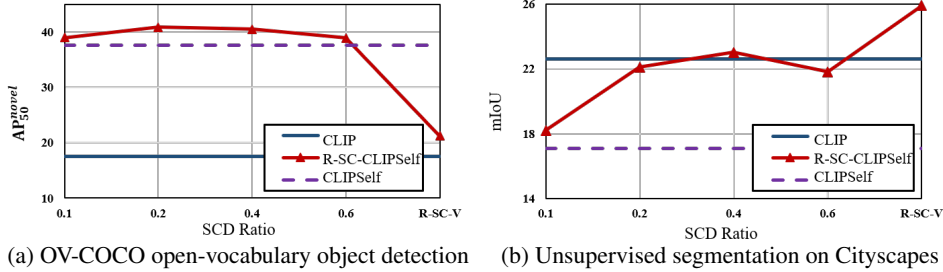 40
30
20
10
AP50^novel
CLIP
R-SC-CLIPSelf
CLIPSelf
0.1 0.2 0.4 0.6 R-SC-V
SCD Ratio
(a) OV-COCO open-vocabulary object detection
26
22
18
14
mIoU
CLIP
R-SC-CLIPSelf
CLIPSelf
0.1 0.2 0.4 0.6 R-SC-V
SCD Ratio
(b) Unsupervised segmentation on Cityscapes